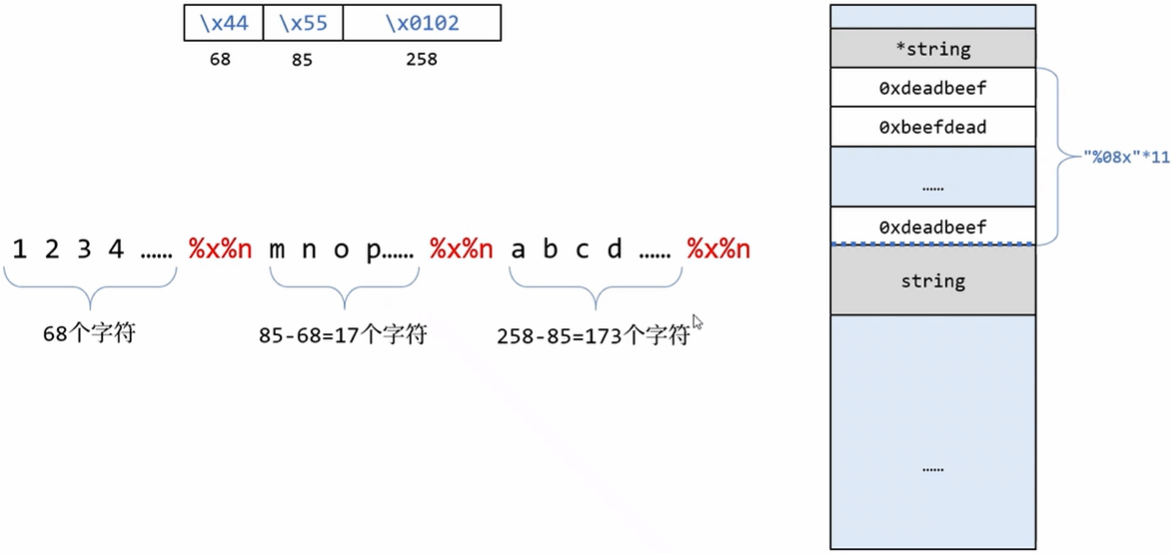 \x44 \x55 \x0102
68 85 258
1 2 3 4 …… %x%n m n o p…… %x%n a b c d …… %x%n
68个字符 85-68=17个字符 258-85=173个字符
*string
0xdeadbeef
0xbeefdead
"%08x"*11
……
0xdeadbeef
string
……